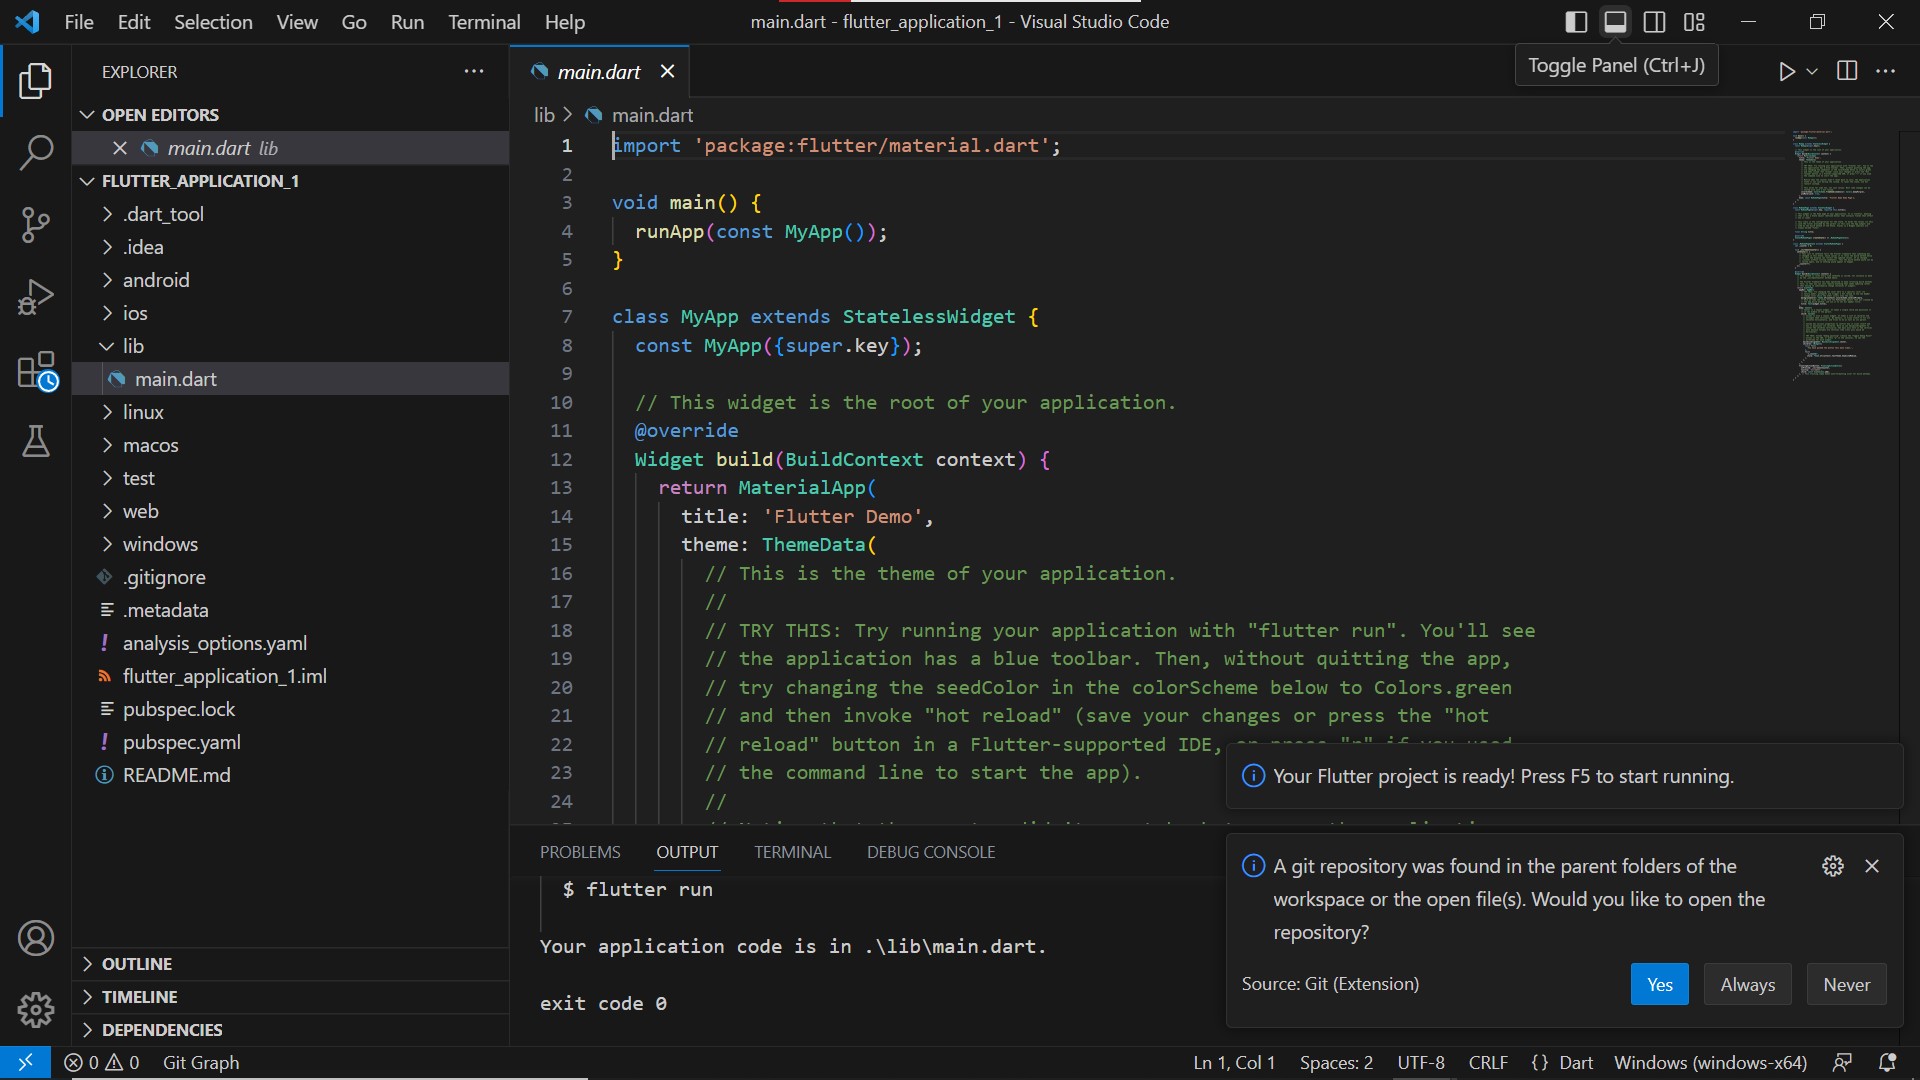 File Edit Selection View Go Run Terminal Help
main.dart - flutter_application_1 - Visual Studio Code
Toggle Panel (Ctrl+J)
EXPLORER
OPEN EDITORS
main.dart lib
FLUTTER_APPLICATION_1
.dart_tool
.idea
android
ios
lib
main.dart
linux
macos
test
web
windows
.gitignore
.metadata
analysis_options.yaml
flutter_application_1.iml
pubspec.lock
pubspec.yaml
README.md
OUTLINE
TIMELINE
DEPENDENCIES
main.dart
lib > main.dart
1 import 'package:flutter/material.dart';
2
3 void main() {
4 runApp(const MyApp());
5 }
6
7 class MyApp extends StatelessWidget {
8 const MyApp({super.key});
9
10 // This widget is the root of your application.
11 @override
12 Widget build(BuildContext context) {
13 return MaterialApp(
14 title: 'Flutter Demo',
15 theme: ThemeData(
16 // This is the theme of your application.
17 //
18 // TRY THIS: Try running your application with "flutter run". You'll see
19 // the application has a blue toolbar. Then, without quitting the app,
20 // try changing the seedColor in the colorScheme below to Colors.green
21 // and then invoke "hot reload" (save your changes or press the "hot
22 // reload" button in a Flutter-supported IDE, or press "r" if you used
23 // the command line to start the app).
24 //
PROBLEMS OUTPUT TERMINAL DEBUG CONSOLE
$ flutter run
Your application code is in .\lib\main.dart.
exit code 0
Your Flutter project is ready! Press F5 to start running.
A git repository was found in the parent folders of the
workspace or the open file(s). Would you like to open the
repository?
Source: Git (Extension)
Yes Always Never
0 0 Git Graph
Ln 1, Col 1 Spaces: 2 UTF-8 CRLF {} Dart Windows (windows-x64)